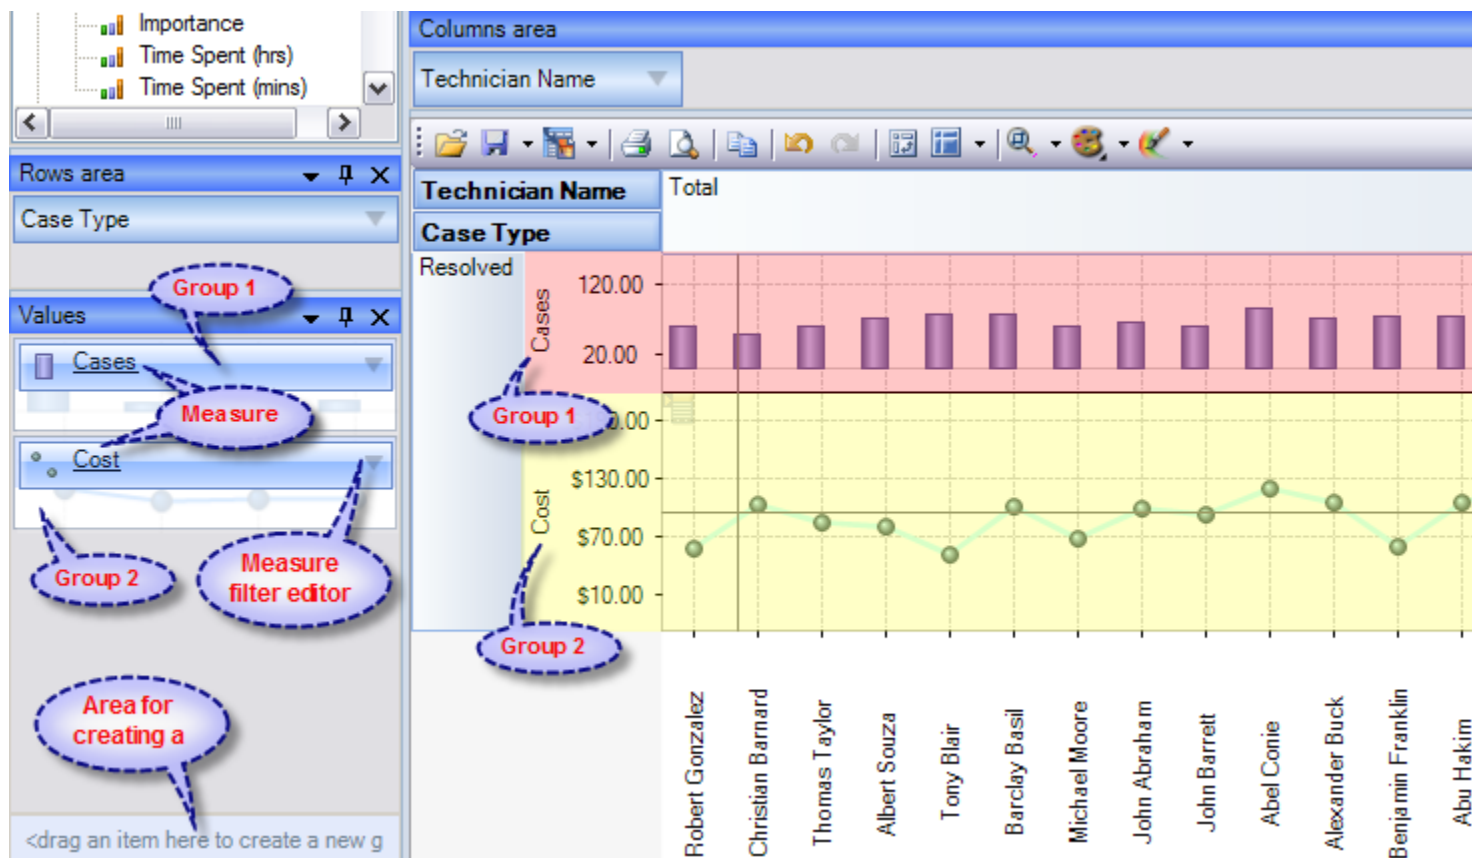 Importance
Time Spent (hrs)
Time Spent (mins)
Rows area
Case Type
Group 1
Values
Cases
Measure
Cost
Group 2
Measure
filter editor
Area for
creating a
<drag an item here to create a new g
Columns area
Technician Name
Technician Name
Total
Case Type
Resolved
Cases
120.00
20.00
Group 1
0.00
Cost
$130.00
$70.00
$10.00
Group 2
Robert Gonzalez
Christian Barnard
Thomas Taylor
Albert Souza
Tony Blair
Barclay Basil
Michael Moore
John Abraham
John Barrett
Abel Conie
Alexander Buck
Benjamin Franklin
Abu Hakim